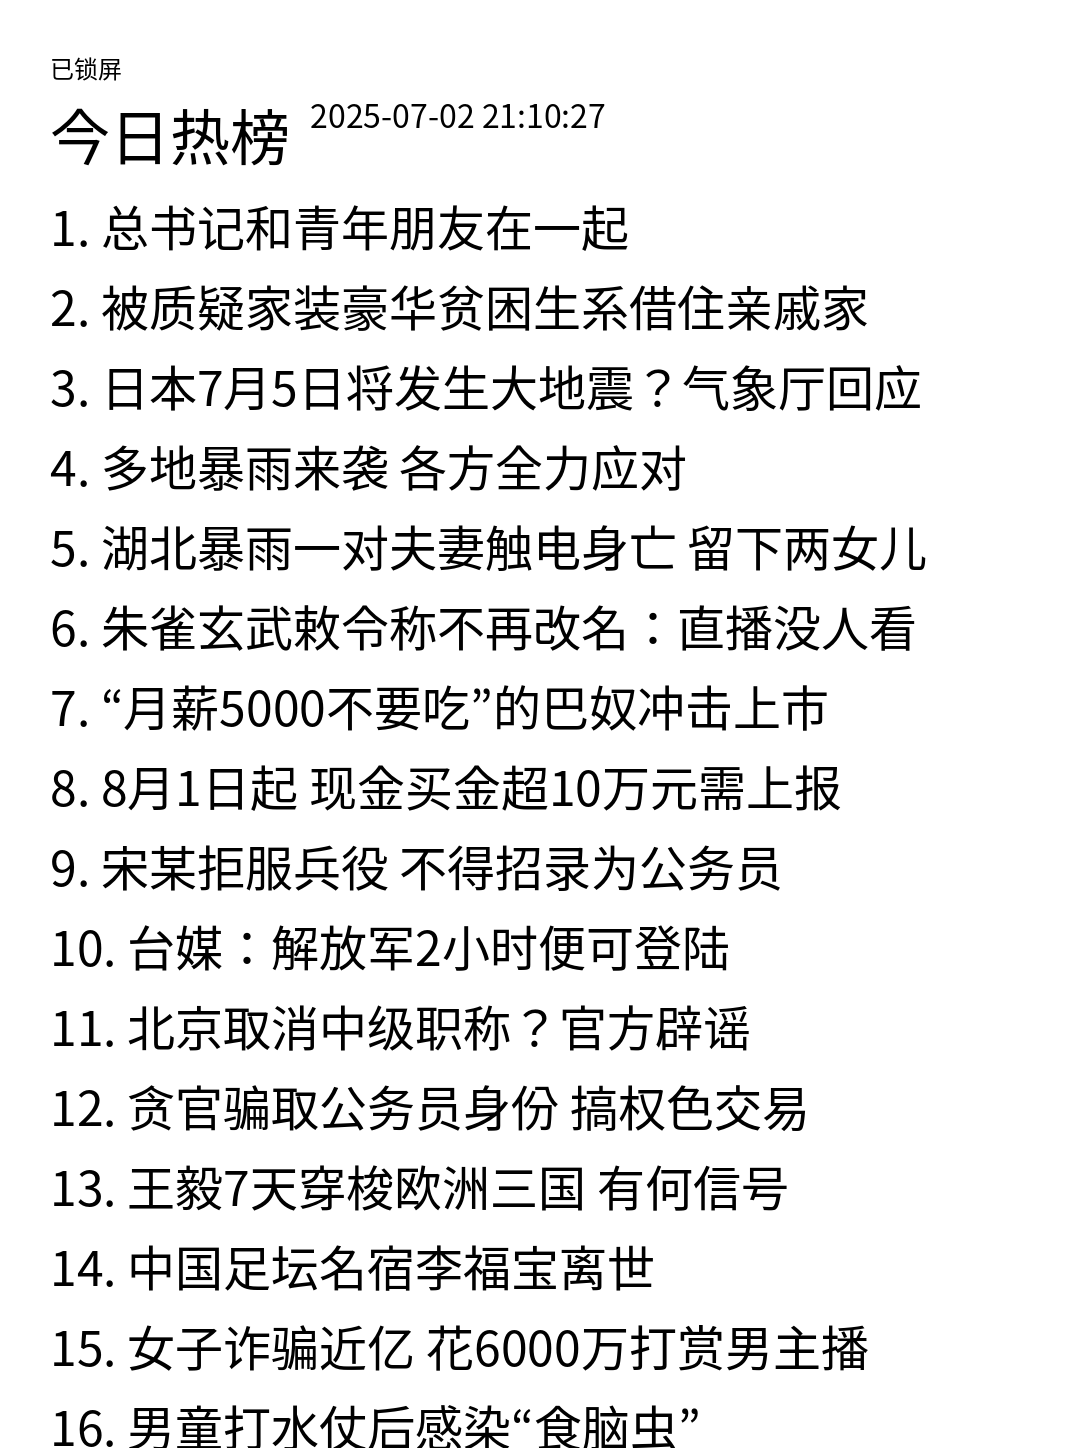 已锁屏
今日热榜 2025-07-02 21:10:27
1. 总书记和青年朋友在一起
2. 被质疑家装豪华贫困生系借住亲戚家
3. 日本7月5日将发生大地震？气象厅回应
4. 多地暴雨来袭 各方全力应对
5. 湖北暴雨一对夫妻触电身亡 留下两女儿
6. 朱雀玄武敕令称不再改名：直播没人看
7. “月薪5000不要吃”的巴奴冲击上市
8. 8月1日起 现金买金超10万元需上报
9. 宋某拒服兵役 不得招录为公务员
10. 台媒：解放军2小时便可登陆
11. 北京取消中级职称？官方辟谣
12. 贪官骗取公务员身份 搞权色交易
13. 王毅7天穿梭欧洲三国 有何信号
14. 中国足坛名宿李福宝离世
15. 女子诈骗近亿 花6000万打赏男主播
16. 男童打水仗后感染“食脑虫”